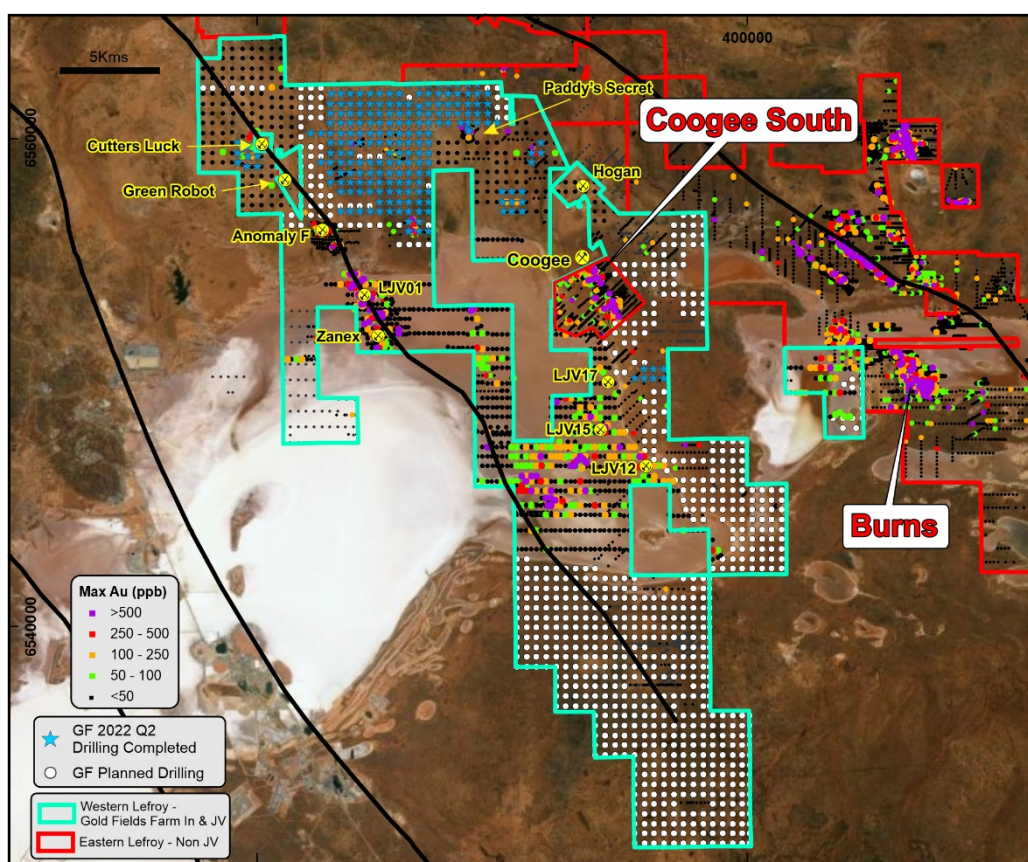 400000
5Kms
Paddy's Secret
Coogee South
6560000
Cutters Luck
Hogan
Green Robot
Anomaly F
Coogee
LJV01
Zanex
LJV17
LJV15
LJV12
Burns
6540000
Max Au (ppb)
>500
250 - 500
100 - 250
50 - 100
<50
GF 2022 Q2
Drilling Completed
GF Planned Drilling
Western Lefroy -
Gold Fields Farm In & JV
Eastern Lefroy - Non JV